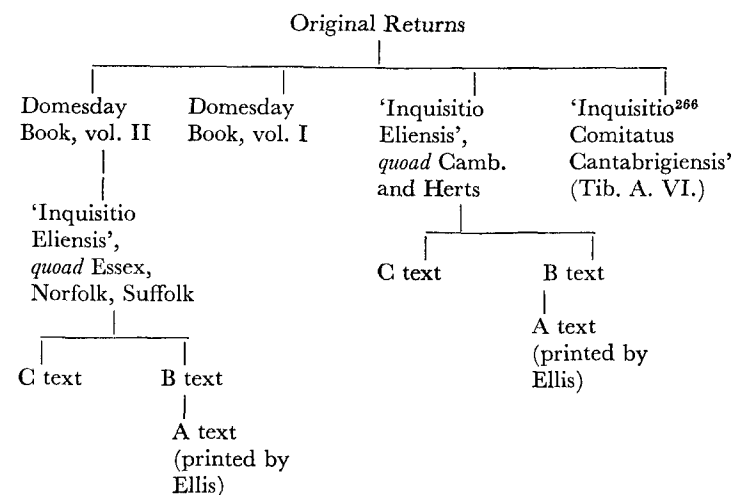 Original Returns
Domesday
Book, vol. II
Domesday
Book, vol. I
‘Inquisitio
Eliensis’,
quoad Camb.
and Herts
‘Inquisitio²⁶⁶
Comitatus
Cantabrigiensis’
(Tib. A. VI.)
‘Inquisitio
Eliensis’,
quoad Essex,
Norfolk, Suffolk
C text
B text
A text
(printed by
Ellis)
C text
B text
A text
(printed by
Ellis)